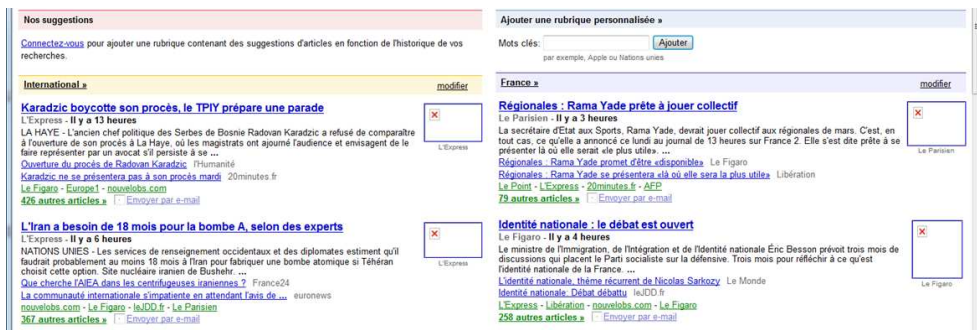 Nos suggestions
Connectez-vous pour ajouter une rubrique contenant des suggestions d'articles en fonction de l'historique de vos
recherches.
International »
modifier
Karadzic boycotte son procès, le TPIY prépare une parade
L'Express - Il y a 13 heures
LA HAYE - L'ancien chef politique des Serbes de Bosnie Radovan Karadzic a refusé de comparaître
à l'ouverture de son procès à La Haye, où les magistrats ont ajourné l'audience et envisagent de le
faire représenter par un avocat s'il persiste à se ...
Ouverture du procès de Radovan Karadzic l'Humanité
Karadzic ne se présentera pas à son procès mardi 20minutes.fr
Le Figaro - Europe1 - nouvelobs.com
426 autres articles » Envoyer par e-mail
L'Express
L'Iran a besoin de 18 mois pour la bombe A, selon des experts
L'Express - Il y a 6 heures
NATIONS UNIES - Les services de renseignement occidentaux et des diplomates estiment qu'il
faudrait probablement au moins 18 mois à l'Iran pour fabriquer une bombe atomique si Téhéran
choisit cette option. Site nucléaire iranien de Bushehr. ...
Que cherche l'AIEA dans les centrifugeuses iraniennes ? France24
La communauté internationale s'impatiente en attendant l'avis de ... euronews
nouvelobs.com - Le Figaro - leJDD.fr - Le Parisien
367 autres articles » Envoyer par e-mail
L'Express
Ajouter une rubrique personnalisée »
Mots clés: Ajouter
par exemple, Apple ou Nations unies
France »
modifier
Régionales : Rama Yade prête à jouer collectif
Le Parisien - Il y a 3 heures
La secrétaire d'Etat aux Sports, Rama Yade, devrait jouer collectif aux régionales de mars. C'est, en
tout cas, ce qu'elle a annoncé ce lundi au journal de 13 heures sur France 2. Elle s'est dite prête à se
présenter là où elle serait «le plus utile». ...
Régionales : Rama Yade promet d'être «disponible» Le Figaro
Régionales : Rama Yade se présentera «là où elle sera la plus utile» Libération
Le Point - L'Express - 20minutes.fr - AFP
79 autres articles » Envoyer par e-mail
Le Parisien
Identité nationale : le débat est ouvert
Le Figaro - Il y a 4 heures
Le ministre de l'Immigration, de l'Intégration et de l'Identité nationale Éric Besson prévoit trois mois de
discussions qui placent le Parti socialiste sur la défensive. Trois mois pour réfléchir à ce qu'est
l'identité nationale de la France. ...
L'identité nationale, thème récurrent de Nicolas Sarkozy Le Monde
Identité nationale: Débat débattu leJDD.fr
L'Express - Libération - nouvelobs.com - Le Figaro
258 autres articles » Envoyer par e-mail
Le Figaro